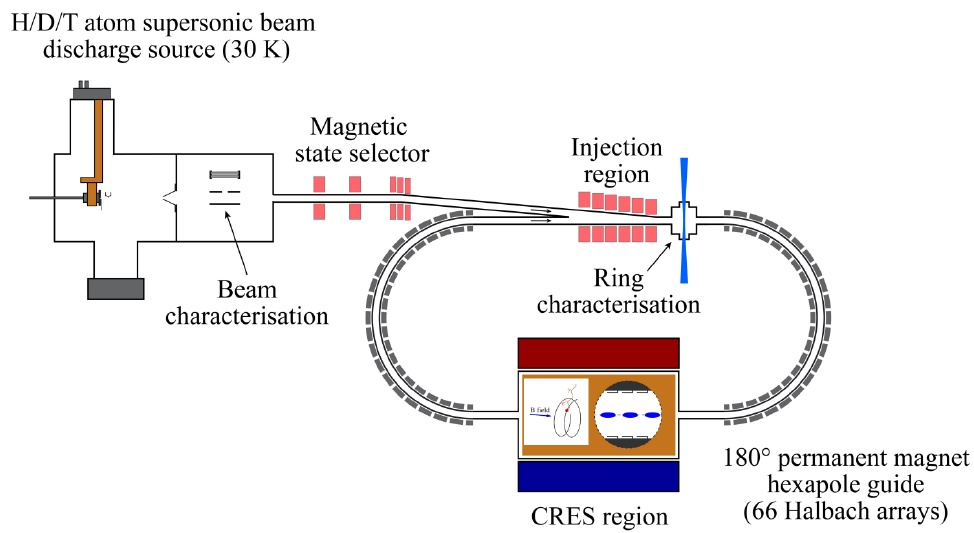 H/D/T atom supersonic beam
discharge source (30 K)
Magnetic
state selector
Injection
region
Beam
characterisation
Ring
characterisation
B field
180° permanent magnet
hexapole guide
(66 Halbach arrays)
CRES region